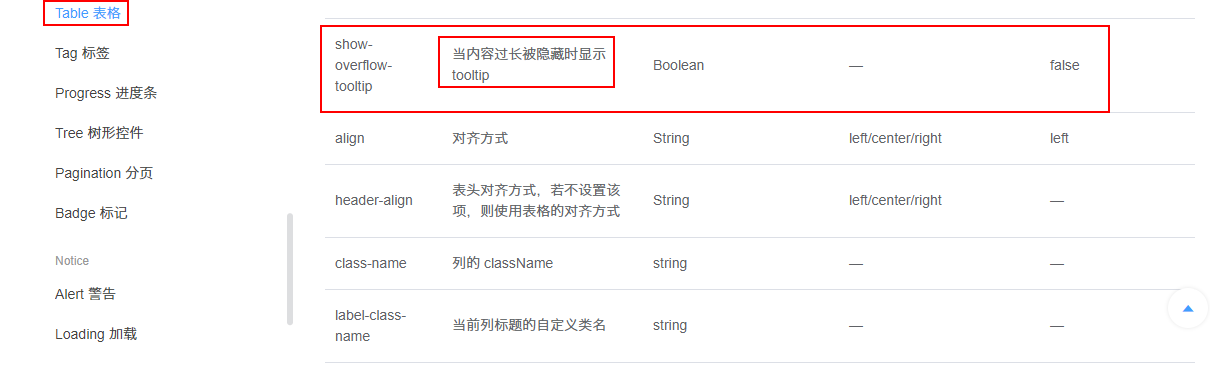 Table 表格
Tag 标签
Progress 进度条
Tree 树形控件
Pagination 分页
Badge 标记
Notice
Alert 警告
Loading 加载
show-
overflow-
tooltip
当内容过长被隐藏时显示
tooltip
Boolean
—
false
align
对齐方式
String
left/center/right
left
header-align
表头对齐方式，若不设置该
项，则使用表格的对齐方式
String
left/center/right
—
class-name
列的 className
string
—
—
label-class-
name
当前列标题的自定义类名
string
—
—